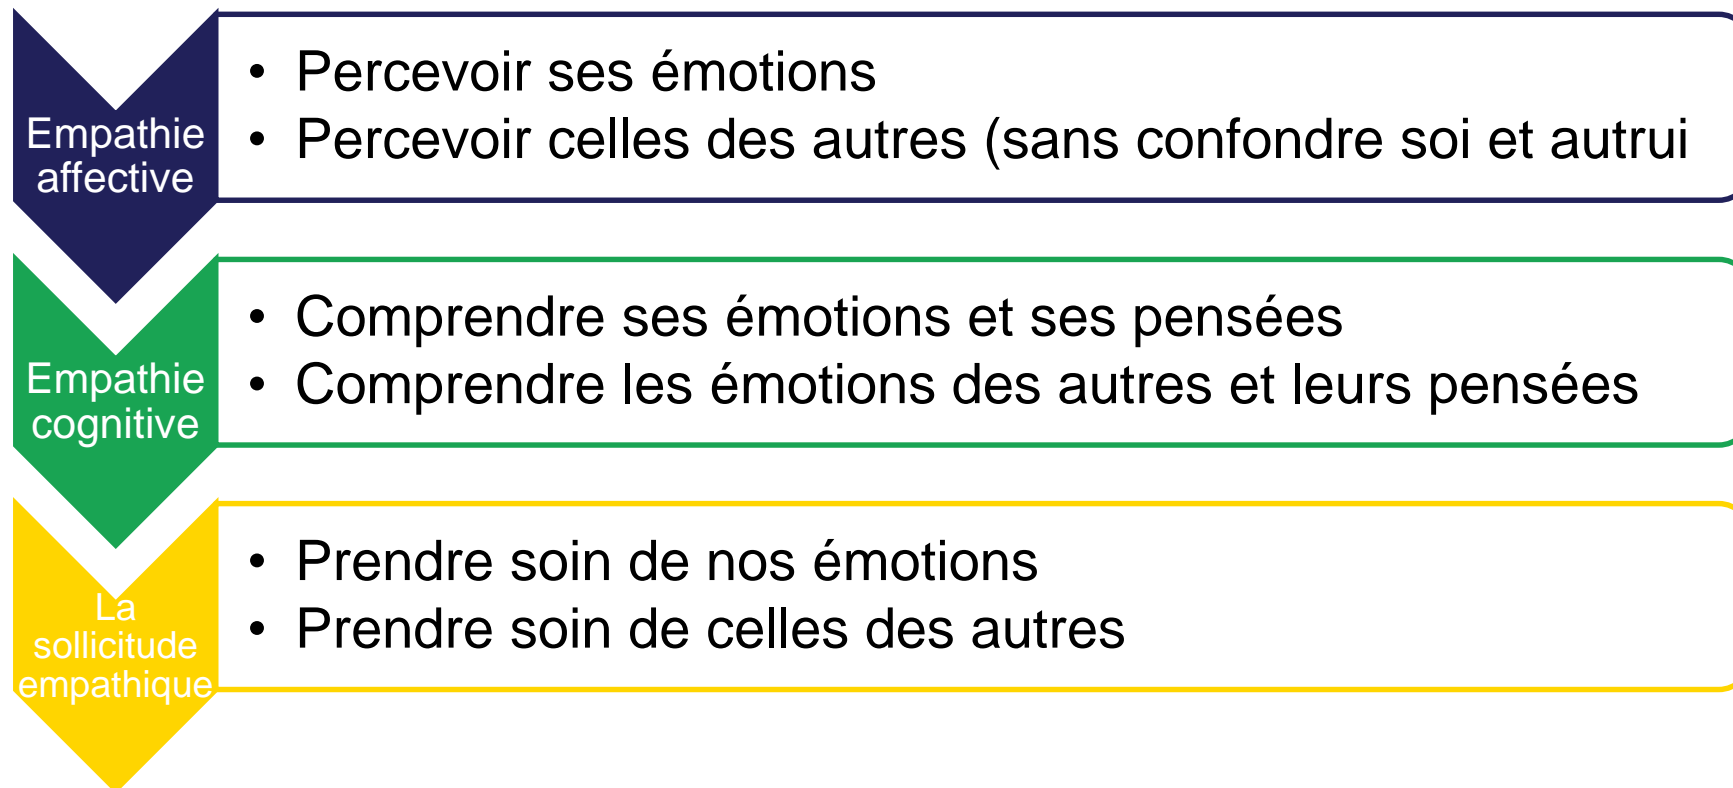 Empathie
affective
• Percevoir ses émotions
• Percevoir celles des autres (sans confondre soi et autrui
Empathie
cognitive
• Comprendre ses émotions et ses pensées
• Comprendre les émotions des autres et leurs pensées
La
sollicitude
empathique
• Prendre soin de nos émotions
• Prendre soin de celles des autres